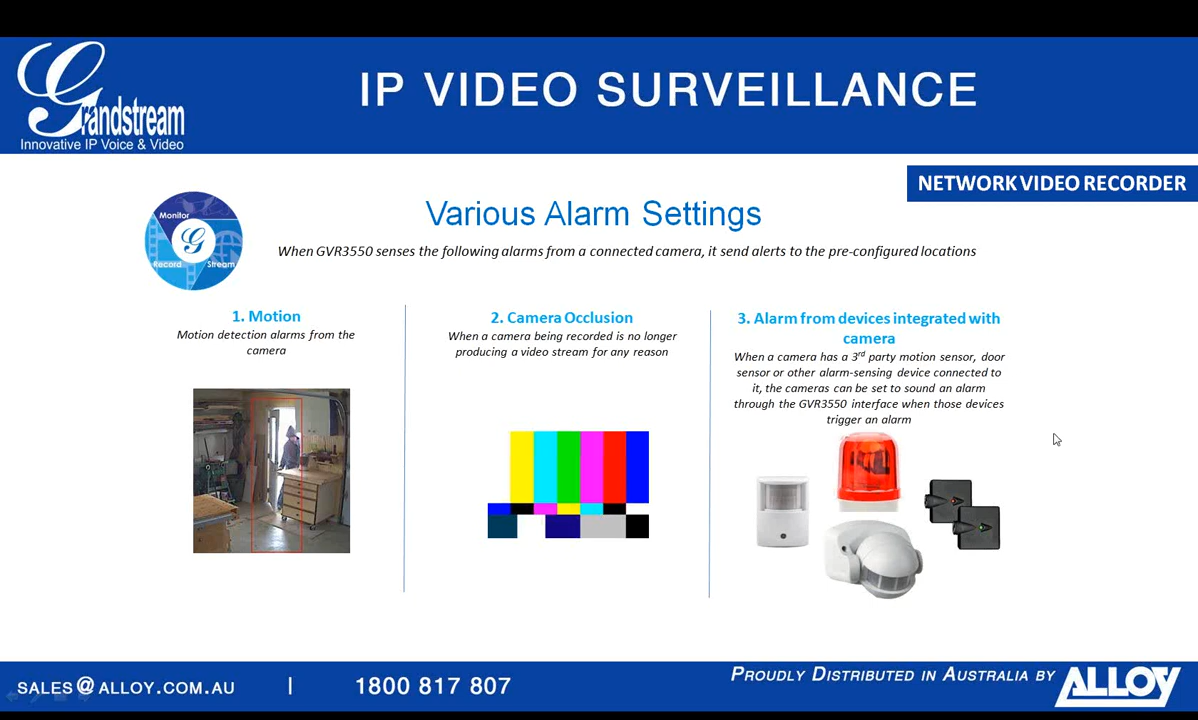 Grandstream
Innovative IP Voice & Video
IP VIDEO SURVEILLANCE
NETWORK VIDEO RECORDER
Monitor
G
Record
Stream
Various Alarm Settings
When GVR3550 senses the following alarms from a connected camera, it send alerts to the pre-configured locations
1. Motion
Motion detection alarms from the
camera
2. Camera Occlusion
When a camera being recorded is no longer
producing a video stream for any reason
3. Alarm from devices integrated with
camera
When a camera has a 3rd party motion sensor, door
sensor or other alarm-sensing device connected to
it, the cameras can be set to sound an alarm
through the GVR3550 interface when those devices
trigger an alarm
SALES@ALLOY.COM.AU | 1800 817 807
PROUDLY DISTRIBUTED IN AUSTRALIA BY
ALLOY